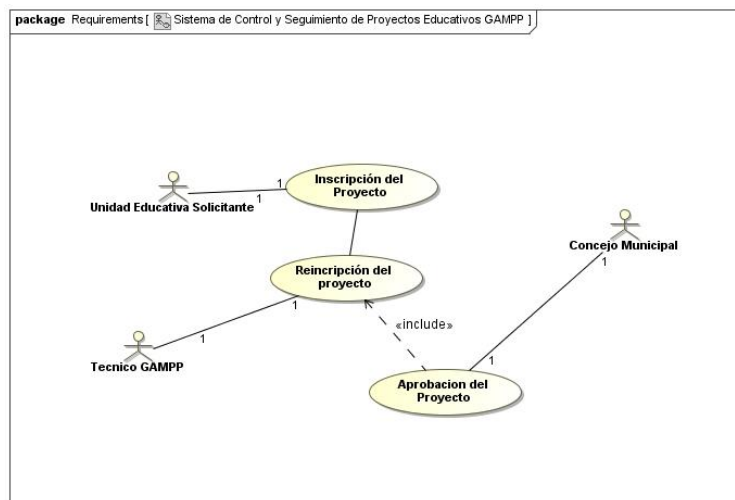 package Requirements [ Sistema de Control y Seguimiento de Proyectos Educativos GAMPP ]
Inscripción del
Proyecto
1
1
Unidad Educativa Solicitante
Concejo Municipal
1
Reincripción del
proyecto
1
1
Tecnico GAMPP
«include»
1
Aprobacion del
Proyecto